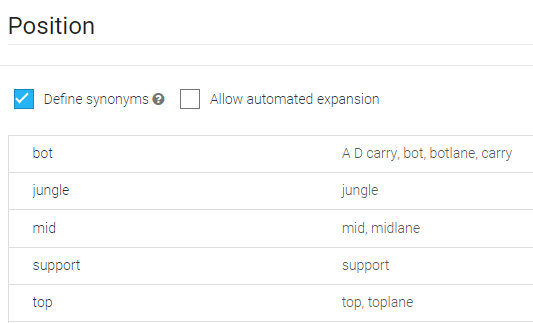 Position
Define synonyms ? Allow automated expansion
bot A D carry, bot, botlane, carry
jungle jungle
mid mid, midlane
support support
top top, toplane